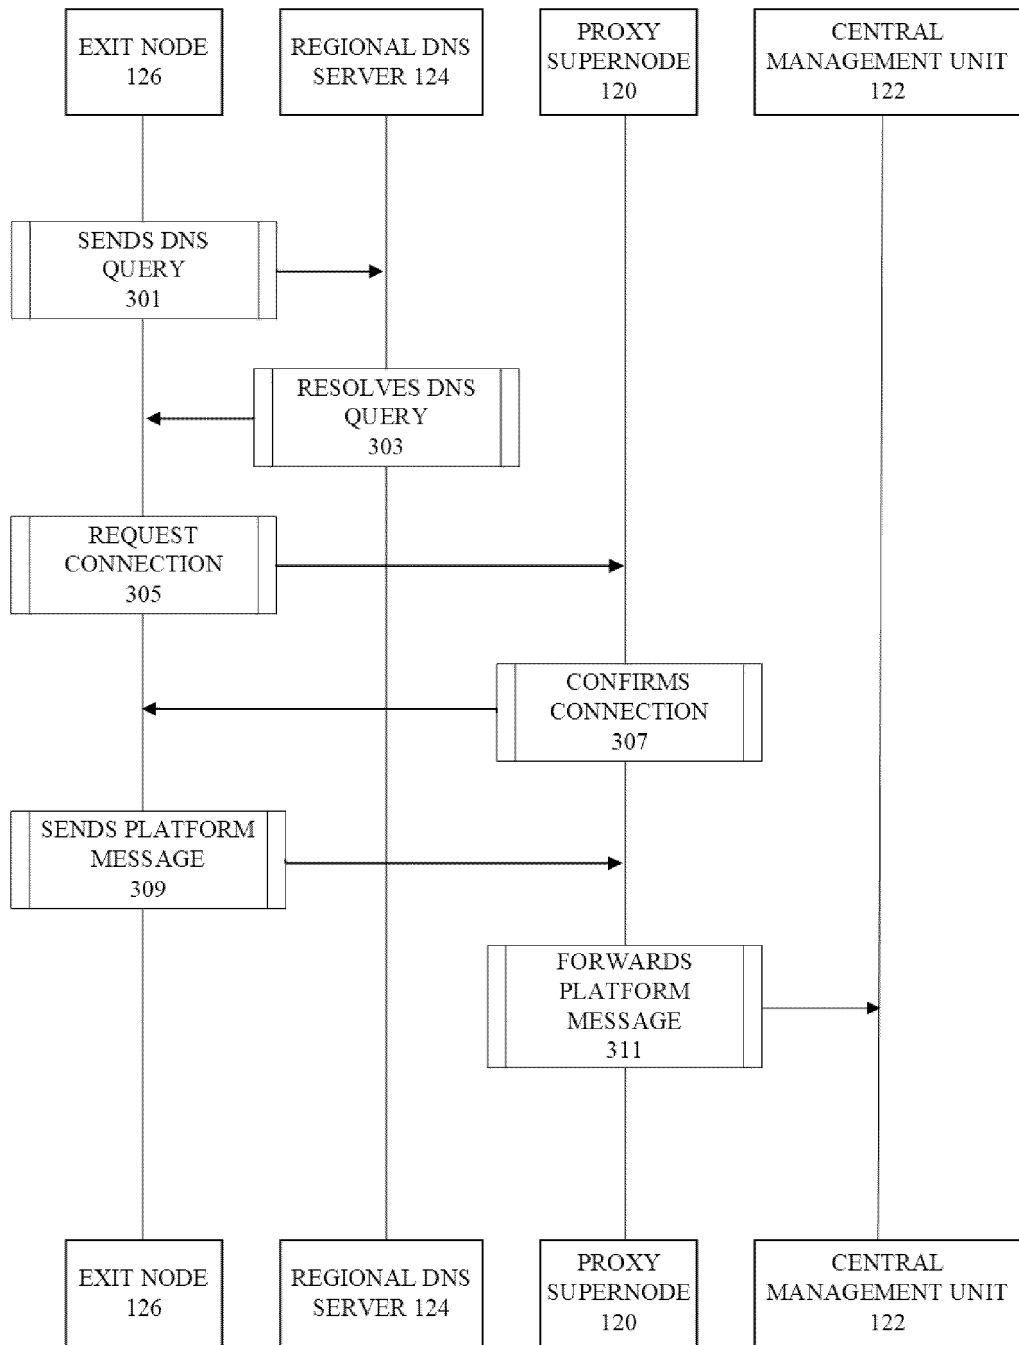 EXIT NODE
126
REGIONAL DNS
SERVER 124
PROXY
SUPERNODE
120
CENTRAL
MANAGEMENT UNIT
122
SENDS DNS
QUERY
301
RESOLVES DNS
QUERY
303
REQUEST
CONNECTION
305
CONFIRMS
CONNECTION
307
SENDS PLATFORM
MESSAGE
309
FORWARDS
PLATFORM
MESSAGE
311
EXIT NODE
126
REGIONAL DNS
SERVER 124
PROXY
SUPERNODE
120
CENTRAL
MANAGEMENT UNIT
122